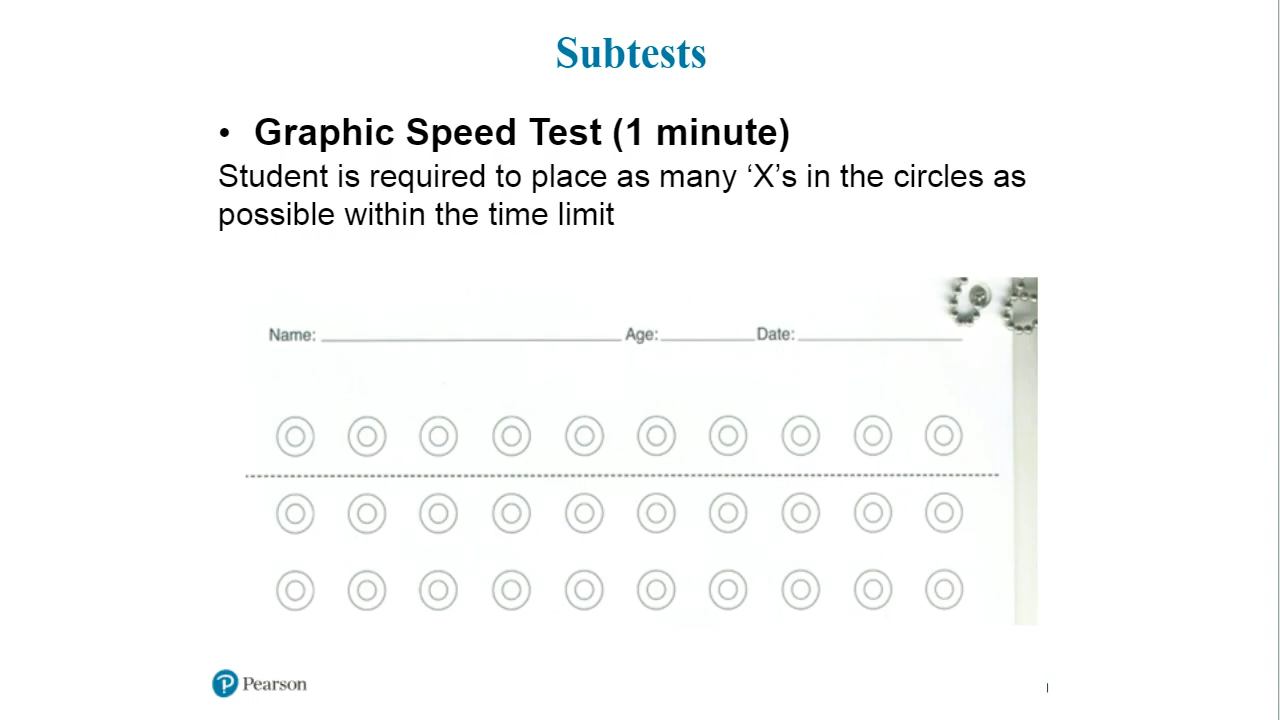 Subtests
• Graphic Speed Test (1 minute)
Student is required to place as many ‘X’s in the circles as
possible within the time limit
Name: Age: Date:
Pearson